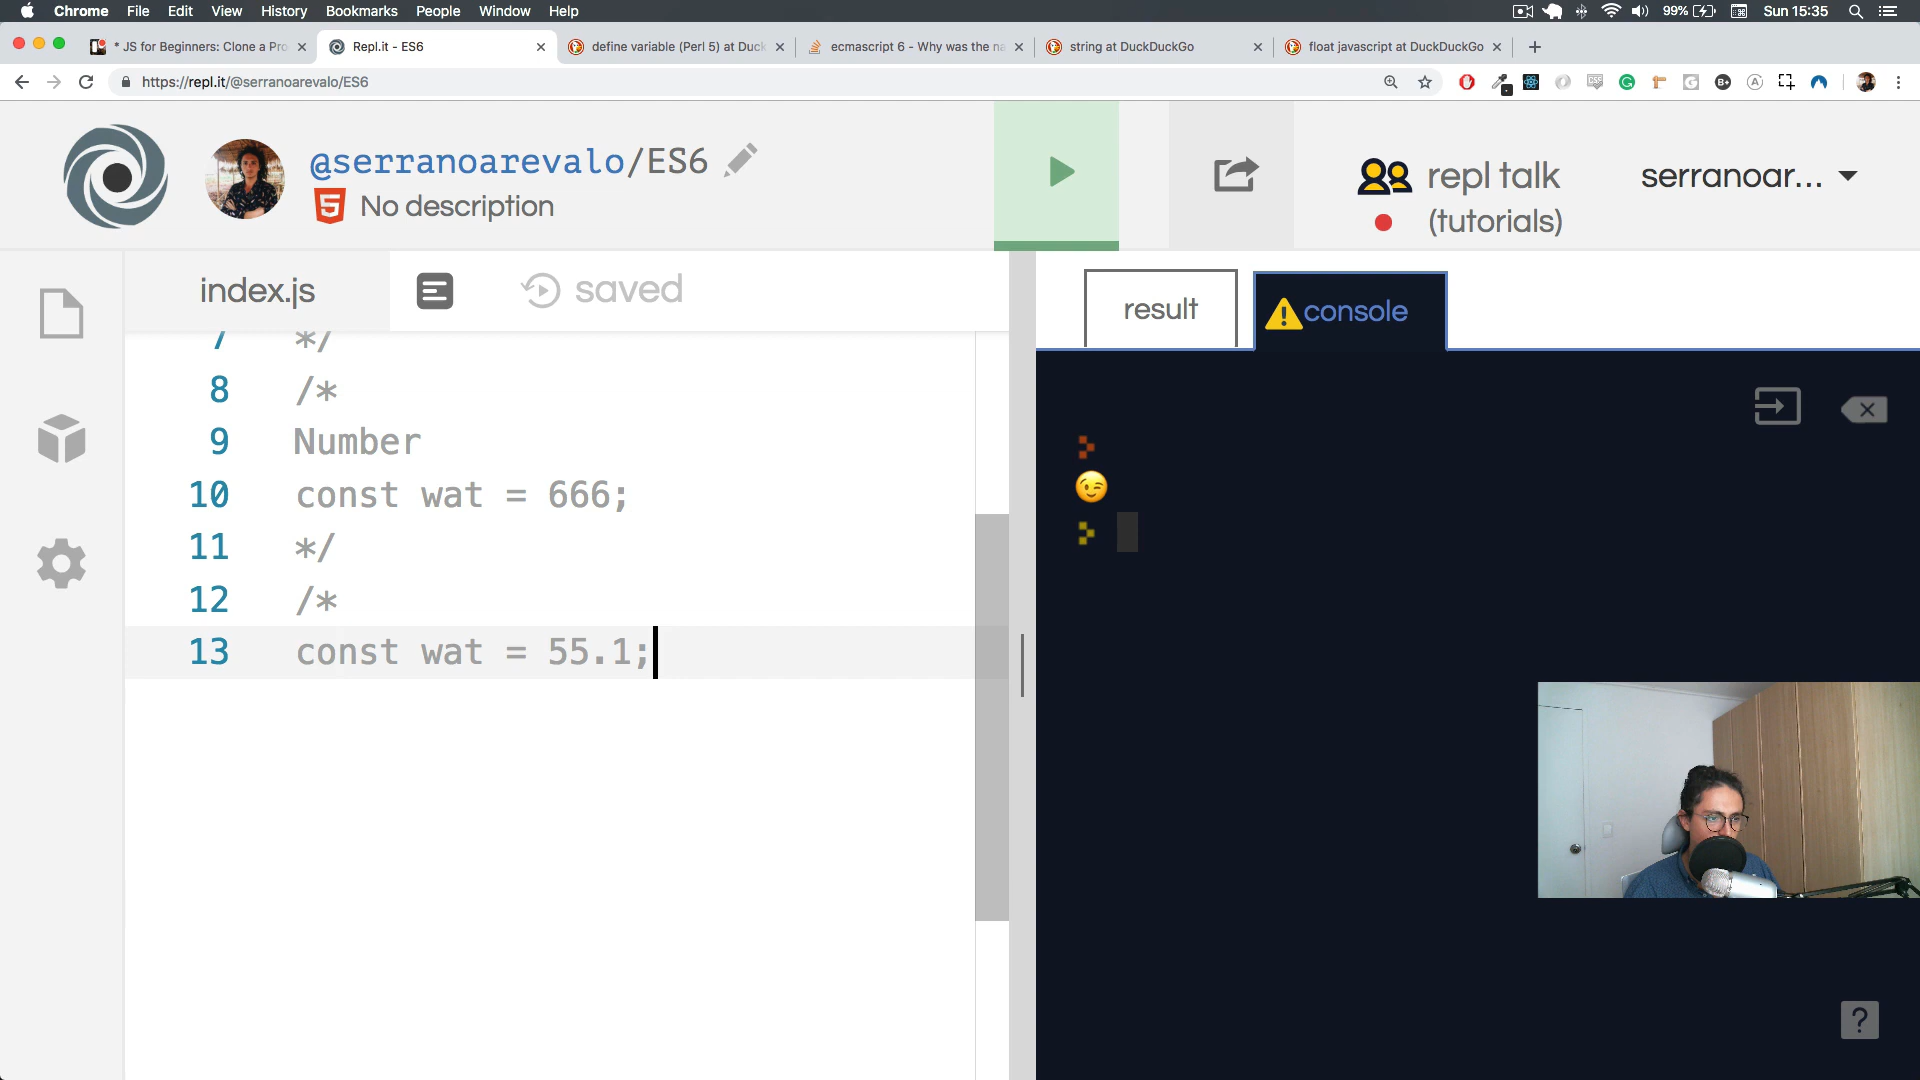 Chrome File Edit View History Bookmarks People Window Help 99% Sun 15:35
* JS for Beginners: Clone a Pro Repl.it - ES6 define variable (Perl 5) at Duck ecmascript 6 - Why was the na string at DuckDuckGo float javascript at DuckDuckGo
https://repl.it/@serranoarevalo/ES6
@serranoarevalo/ES6
No description
repl talk
(tutorials)
serranoar...
index.js
saved
result
console
7 */
8 /*
9 Number
10 const wat = 666;
11 */
12 /*
13 const wat = 55.1;
?